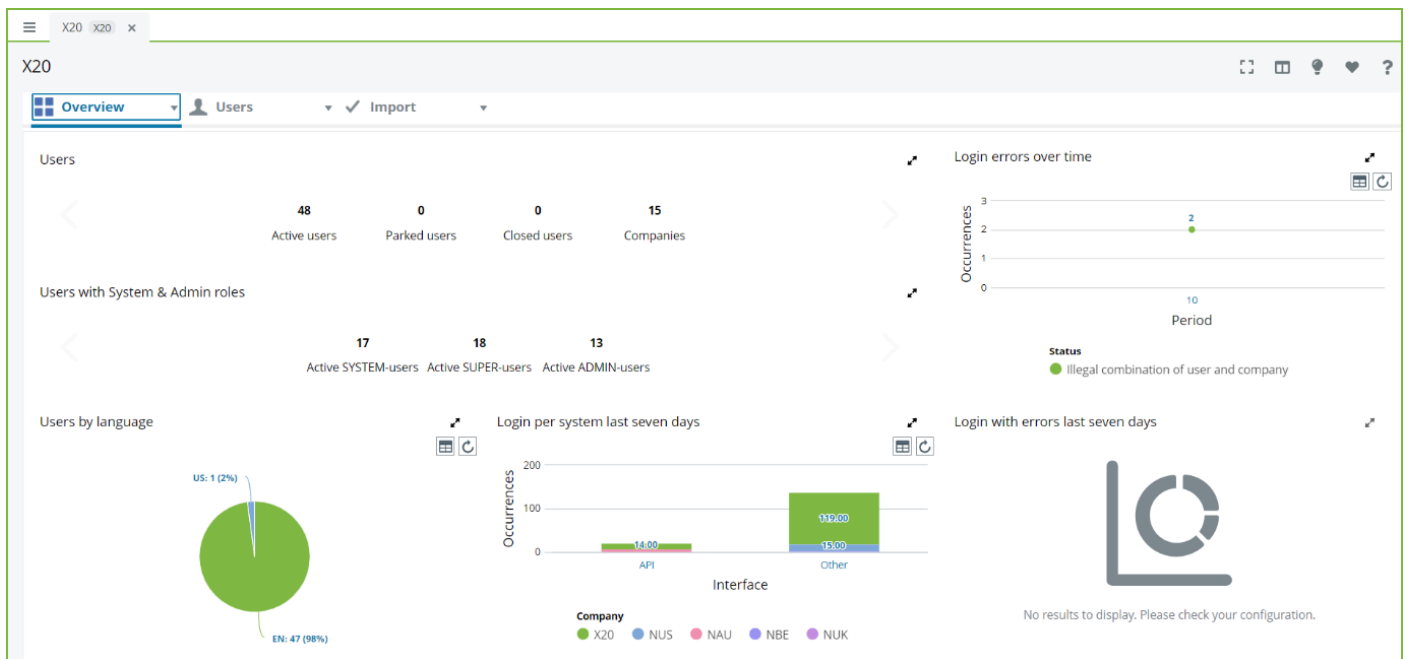 X20 X20 ×
X20
?
Overview Users Import
Users
48 0 0 15
Active users Parked users Closed users Companies
Users with System & Admin roles
17 18 13
Active SYSTEM-users Active SUPER-users Active ADMIN-users
Login errors over time
Occurrences
3
2
1
0
2
10
Period
Status
Illegal combination of user and company
Users by language
US: 1 (2%)
EN: 47 (98%)
Login per system last seven days
Occurrences
200
100
0
14.00
119.00
15.00
API Other
Interface
Company
X20 NUS NAU NBE NUK
Login with errors last seven days
No results to display. Please check your configuration.